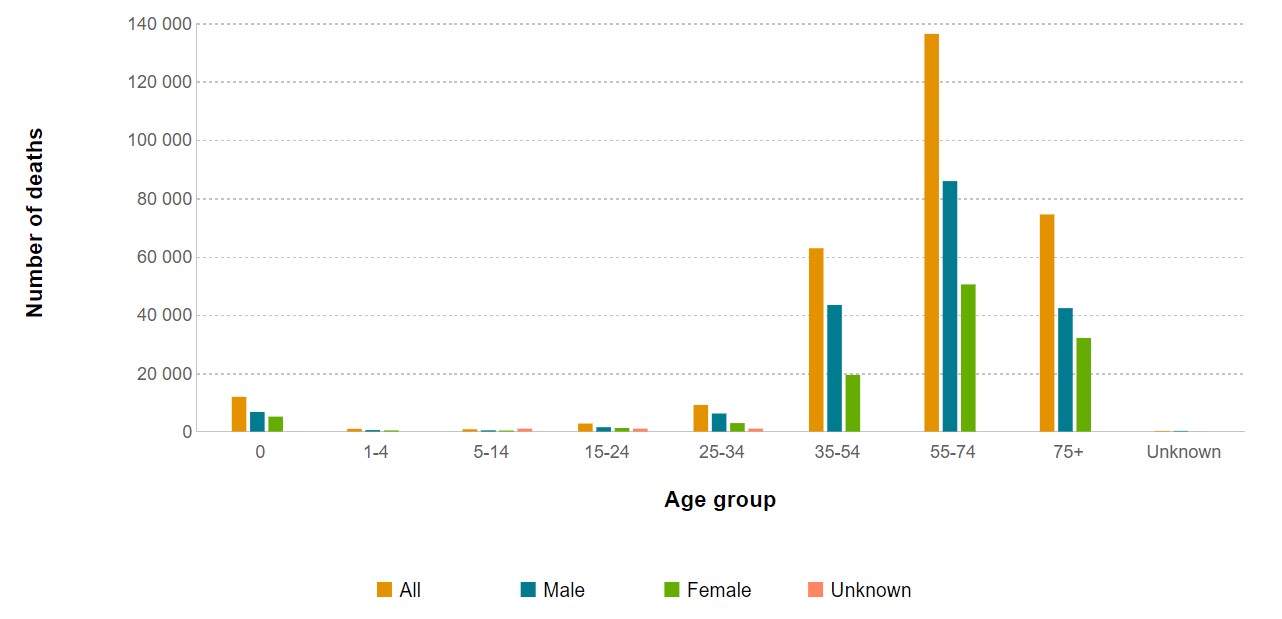 Number of deaths
140 000
120 000
100 000
80 000
60 000
40 000
20 000
0
0 1-4 5-14 15-24 25-34 35-54 55-74 75+ Unknown
Age group
All Male Female Unknown